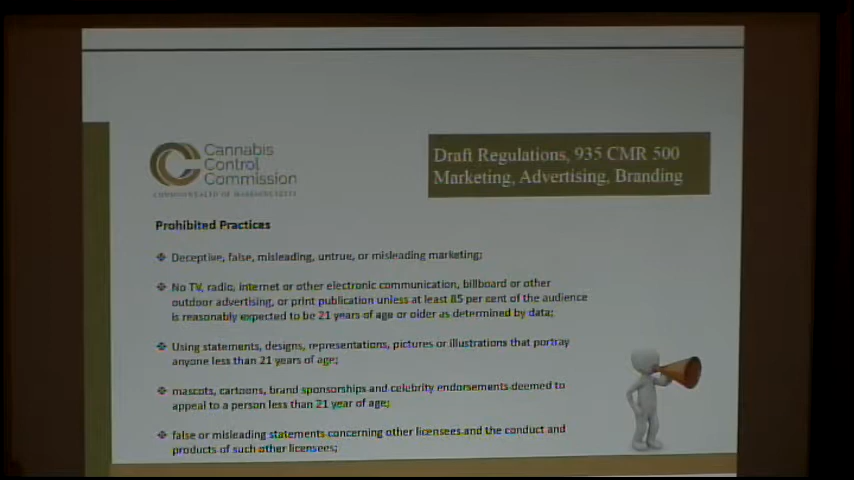 Cannabis
Control
Commission
COMMONWEALTH OF MASSACHUSETTS
Draft Regulations, 935 CMR 500
Marketing, Advertising, Branding
Prohibited Practices
Deceptive, false, misleading, untrue, or misleading marketing;
No TV, radio, internet or other electronic communication, billboard or other
outdoor advertising, or print publication unless at least 85 per cent of the audience
is reasonably expected to be 21 years of age or older as determined by data;
Using statements, designs, representations, pictures or illustrations that portray
anyone less than 21 years of age;
mascots, cartoons, brand sponsorships and celebrity endorsements deemed to
appeal to a person less than 21 year of age;
false or misleading statements concerning other licensees and the conduct and
products of such other licensees;